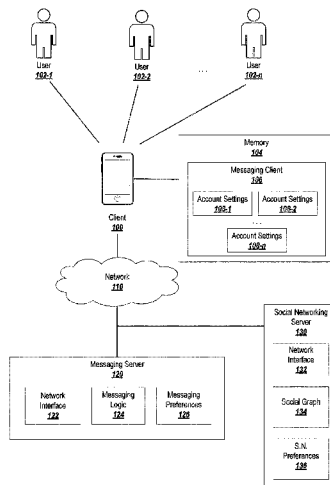 User
102-1
User
102-2
...
User
102-n
Memory
104
Messaging Client
106
Account Settings
108-1
Account Settings
108-2
...
Account Settings
108-n
Client
100
Network
110
Social Networking
Server
130
Network
Interface
132
Social Graph
134
S.N.
Preferences
136
Messaging Server
120
Network
Interface
122
Messaging
Logic
124
Messaging
Preferences
126